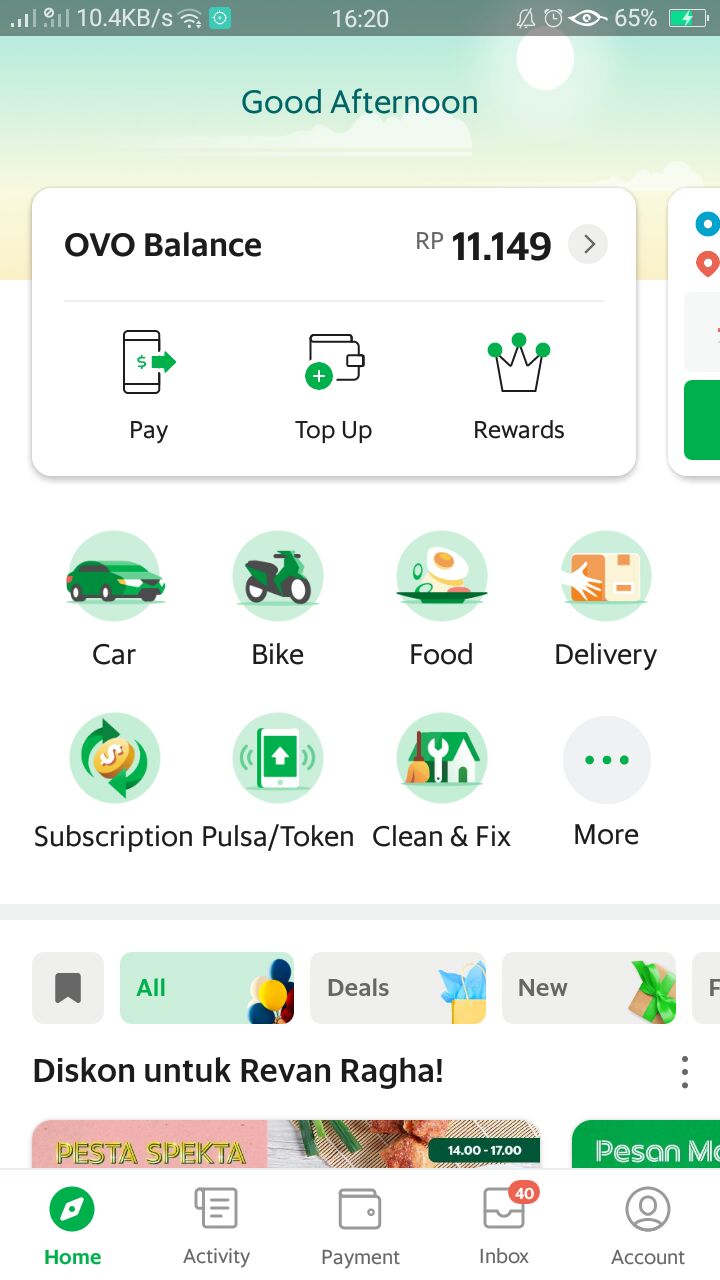 10.4KB/s 16:20 65%
Good Afternoon
OVO Balance RP 11.149
Pay Top Up Rewards
Car Bike Food Delivery
Subscription Pulsa/Token Clean & Fix More
All Deals New F
Diskon untuk Revan Ragha!
PESTA SPEKTA 14.00 - 17.00 Pesan
40
Home Activity Payment Inbox Account